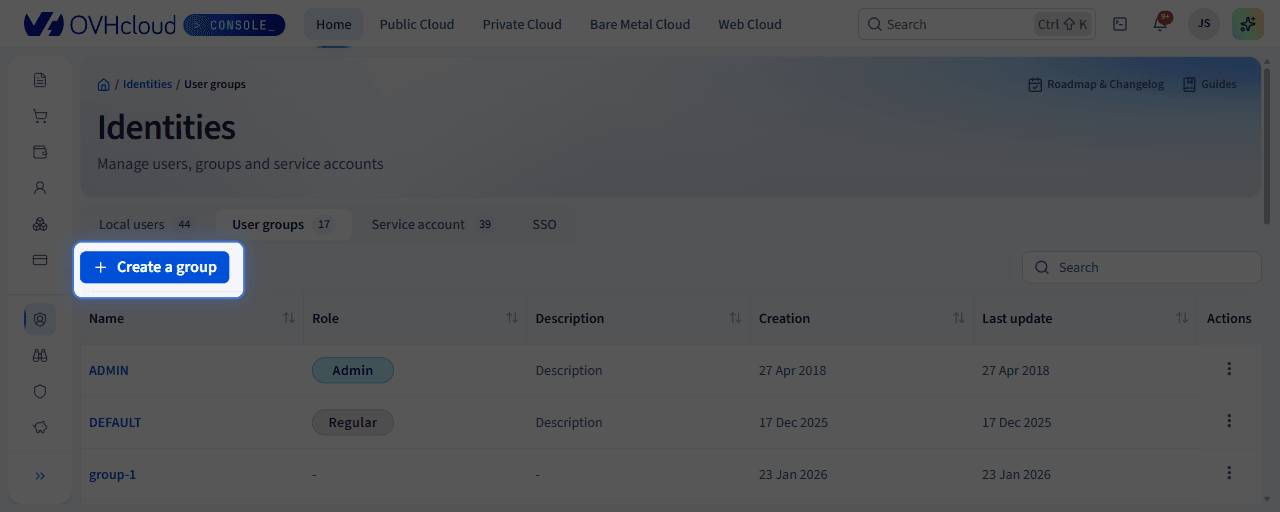 OVHcloud CONSOLE_ Home Public Cloud Private Cloud Bare Metal Cloud Web Cloud Search Ctrl K 9+ JS
/ Identities / User groups Roadmap & Changelog Guides
Identities
Manage users, groups and service accounts
Local users 44 User groups 17 Service account 39 SSO
+ Create a group Search
Name Role Description Creation Last update Actions
ADMIN Admin Description 27 Apr 2018 27 Apr 2018
DEFAULT Regular Description 17 Dec 2025 17 Dec 2025
group-1 - - 23 Jan 2026 23 Jan 2026